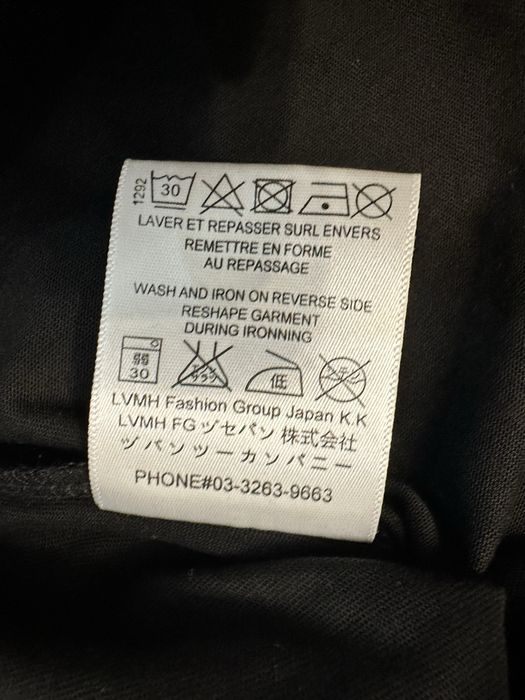 1292
30
LAVER ET REPASSER SURL ENVERS
REMETTRE EN FORME
AU REPASSAGE
WASH AND IRON ON REVERSE SIDE
RESHAPE GARMENT
DURING IRONNING
30
低
LVMH Fashion Group Japan K.K
LVMH FG ヅセパン 株式会社
ヅパンツーカンパニー
PHONE#03-3263-9663